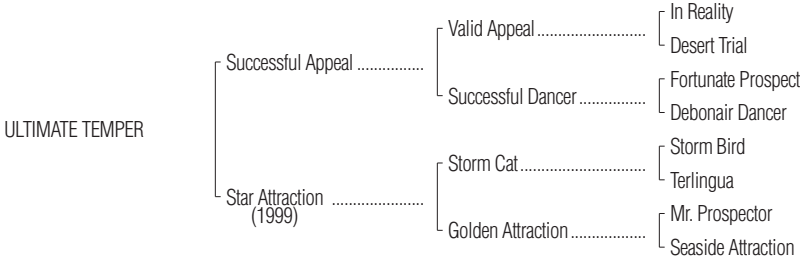 In Reality
Valid Appeal ..........................
Desert Trial
Successful Appeal ................
Fortunate Prospect
Successful Dancer ................
Debonair Dancer
ULTIMATE TEMPER
Storm Bird
Storm Cat ..............................
Terlingua
Star Attraction ......................
(1999)
Mr. Prospector
Golden Attraction ..................
Seaside Attraction